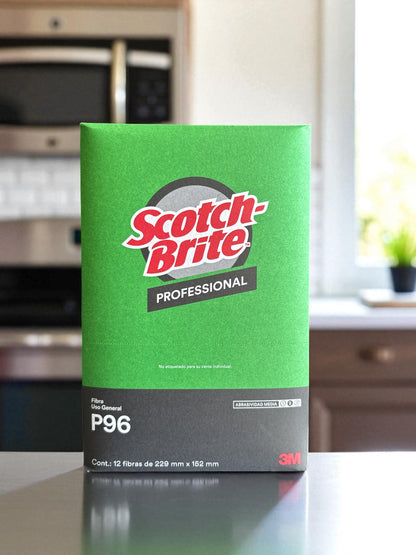 Scotch-
Brite™
PROFESSIONAL
No etiquetado para su venta individual.
Fibra
Uso General
P96
ABRASIVIDAD MEDIA
Cont.: 12 fibras de 229 mm x 152 mm
3M